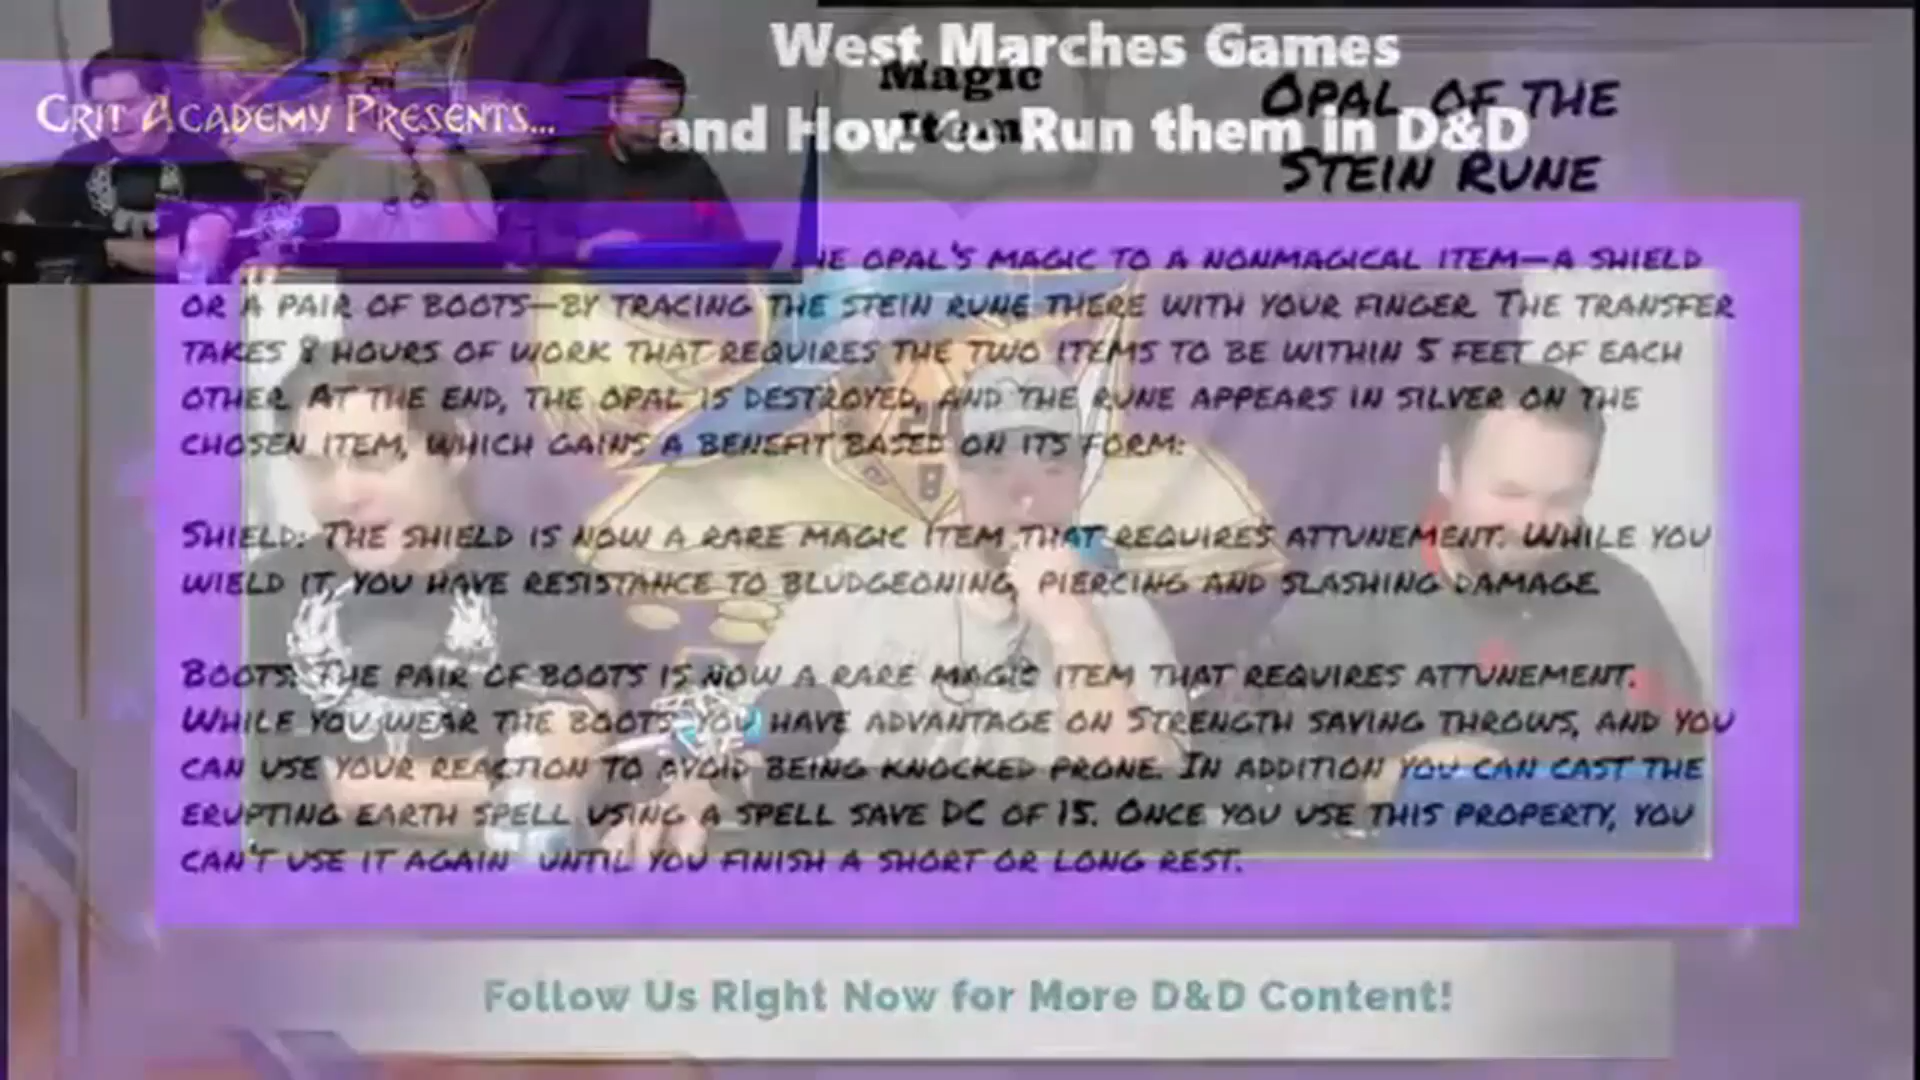 West Marches Games
and How to Run them in D&D
Crit Academy Presents...
Magic
Item
Opal of the
Stein Rune
he opal's magic to a nonmagical item—a shield
or a pair of boots—by tracing the stein rune there with your finger. The transfer
takes 8 hours of work that requires the two items to be within 5 feet of each
other. At the end, the opal is destroyed, and the rune appears in silver on the
chosen item, which gains a benefit based on its form:
Shield: The shield is now a rare magic item that requires attunement. While you
wield it, you have resistance to bludgeoning, piercing and slashing damage.
Boots: The pair of boots is now a rare magic item that requires attunement.
While you wear the boots, you have advantage on Strength saving throws, and you
can use your reaction to avoid being knocked prone. In addition you can cast the
erupting earth spell using a spell save DC of 15. Once you use this property, you
can't use it again until you finish a short or long rest.
Follow Us Right Now for More D&D Content!